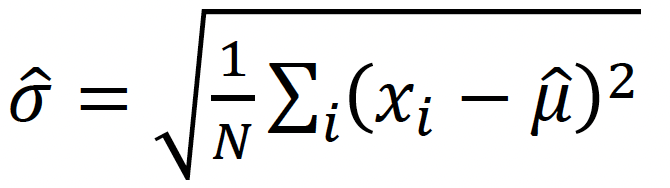 σ̂ = √(1/N ∑ᵢ(xᵢ − μ̂)²)